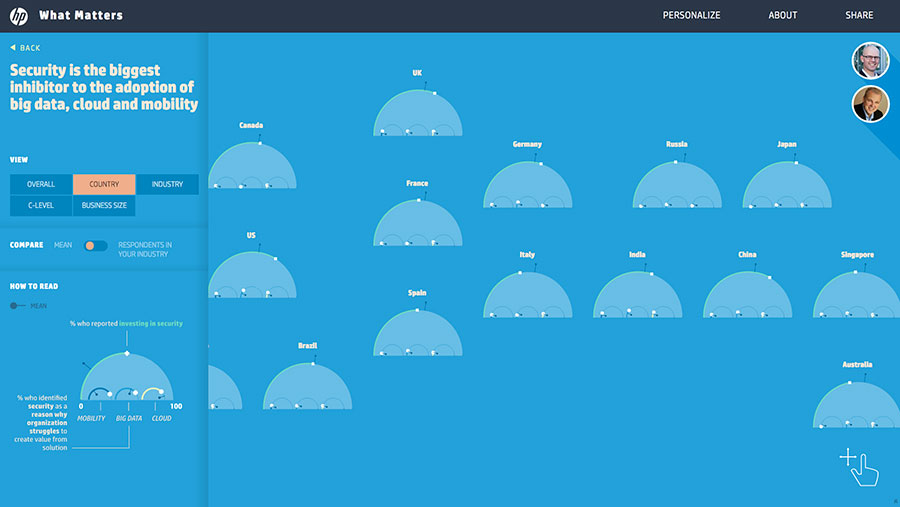 hp What Matters
PERSONALIZE
ABOUT
SHARE
BACK
Security is the biggest
inhibitor to the adoption of
big data, cloud and mobility
VIEW
OVERALL
COUNTRY
INDUSTRY
C-LEVEL
BUSINESS SIZE
COMPARE
MEAN
RESPONDENTS IN
YOUR INDUSTRY
HOW TO READ
MEAN
% who reported investing in security
% who identified
security as a
reason why
organization
struggles to
create value from
solution
0
100
MOBILITY
BIG DATA
CLOUD
UK
Canada
Germany
Russia
Japan
France
US
Italy
India
China
Singapore
Spain
Brazil
Australia